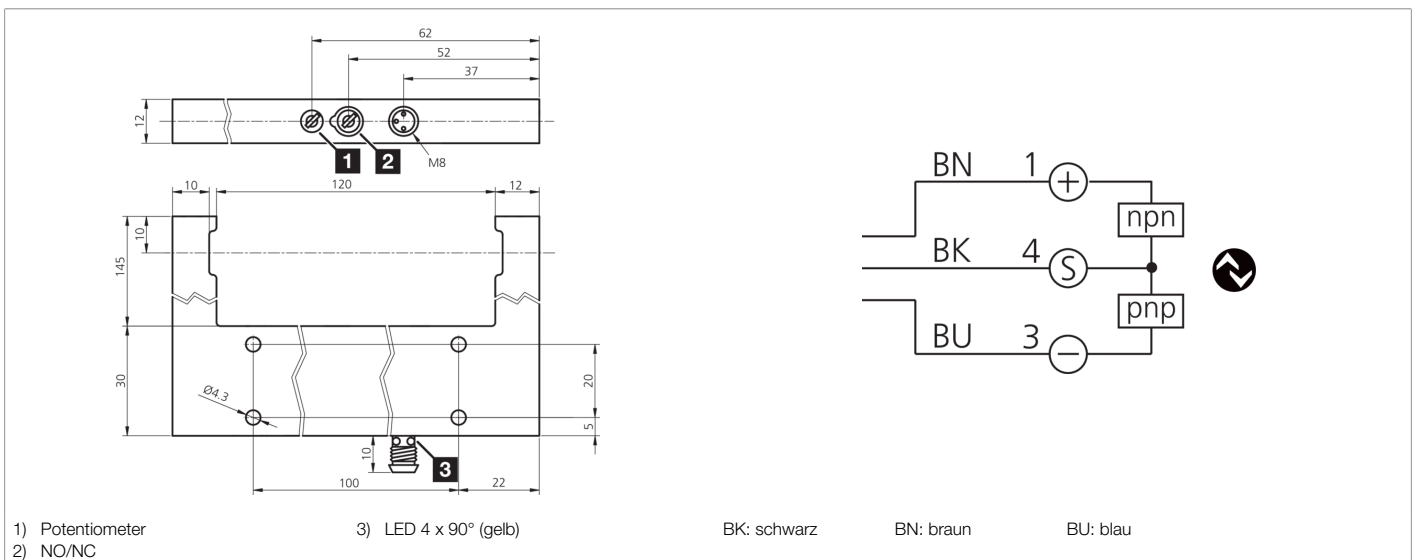 62
52
37
12
1
2
M8
10
120
12
10
145
30
Ø4.3
20
5
10
3
100
22
BN 1 +
npn
BK 4 S
pnp
BU 3 −
1) Potentiometer
2) NO/NC
3) LED 4 x 90° (gelb)
BK: schwarz BN: braun BU: blau